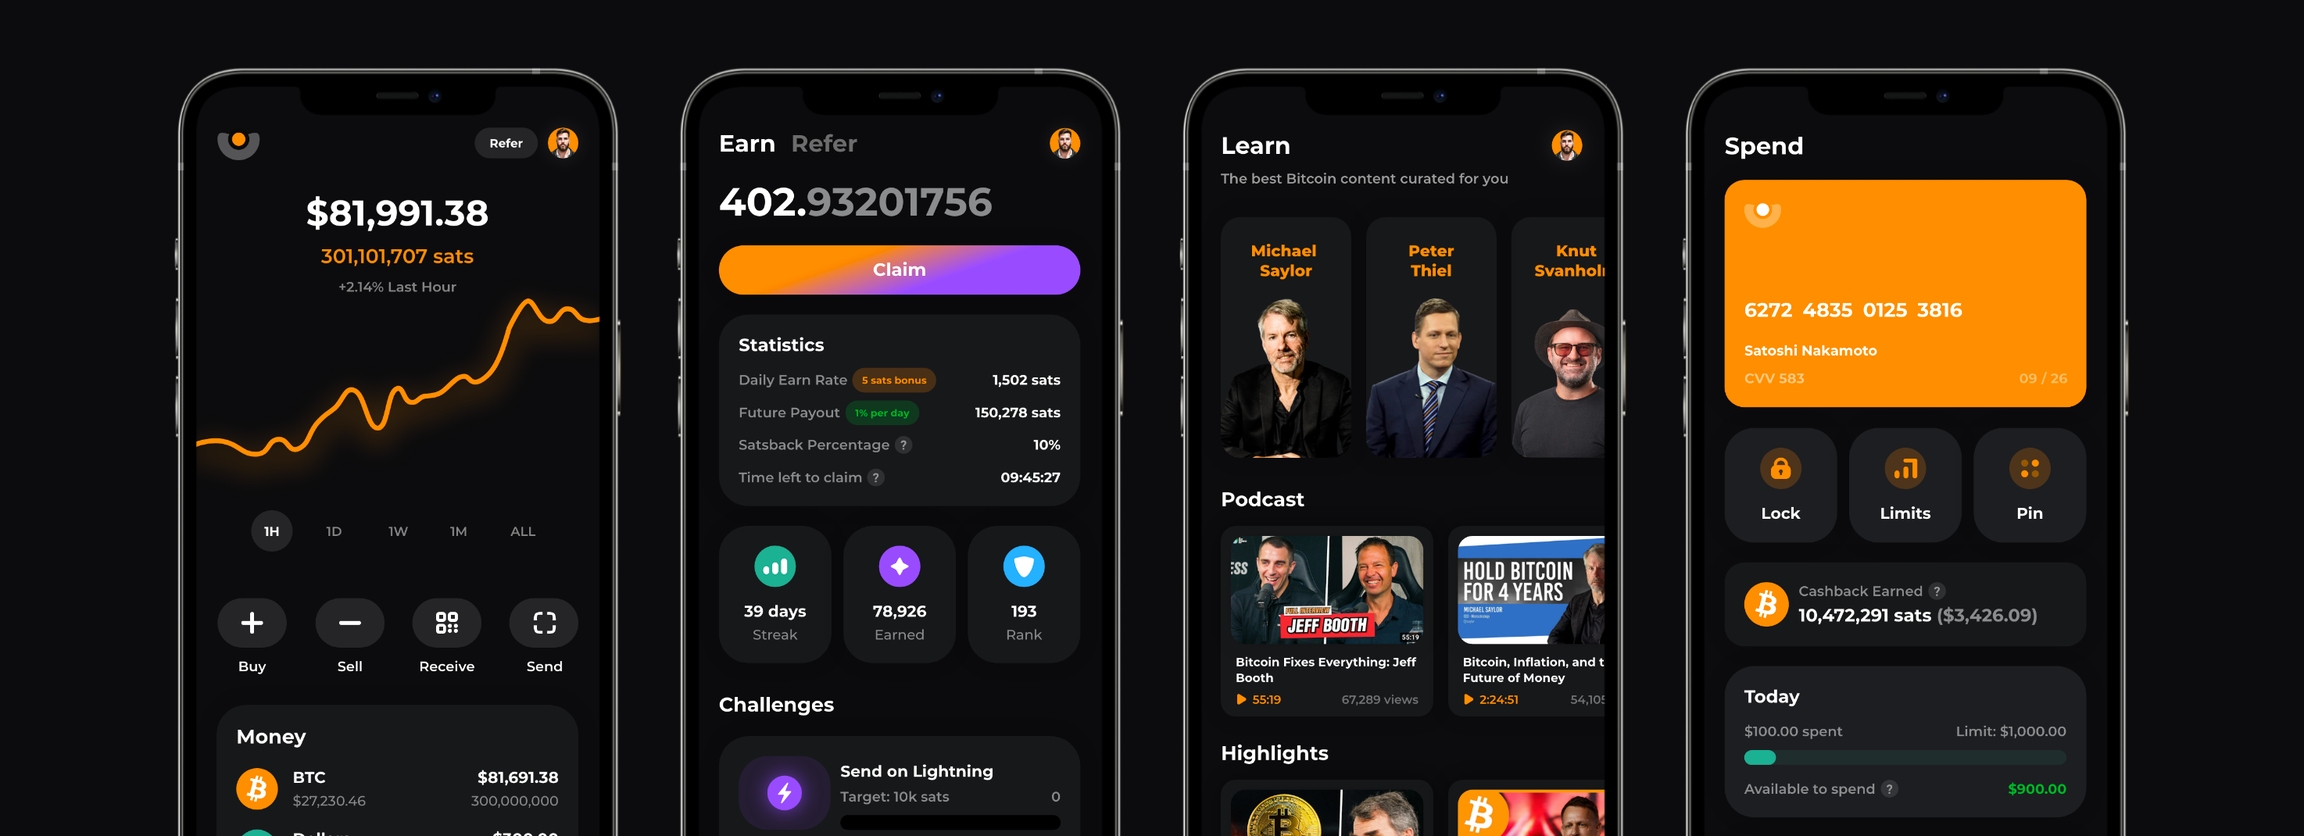 Refer
$81,991.38
301,101,707 sats
+2.14% Last Hour
1H 1D 1W 1M ALL
Buy Sell Receive Send
Money
BTC $81,691.38
$27,230.46 300,000,000
Earn Refer
402.93201756
Claim
Statistics
Daily Earn Rate 5 sats bonus 1,502 sats
Future Payout 1% per day 150,278 sats
Satsback Percentage ? 10%
Time left to claim ? 09:45:27
39 days 78,926 193
Streak Earned Rank
Challenges
Send on Lightning
Target: 10k sats 0
Learn
The best Bitcoin content curated for you
Michael
Saylor
Peter
Thiel
Knut
Svanholm
Podcast
ESS
FULL INTERVIEW
JEFF BOOTH
55:19
Bitcoin Fixes Everything: Jeff
Booth
55:19 67,289 views
HOLD BITCOIN
FOR 4 YEARS
MICHAEL SAYLOR
Bitcoin, Inflation, and t
Future of Money
2:24:51 54,105
Highlights
Spend
6272 4835 0125 3816
Satoshi Nakamoto
CVV 583 09 / 26
Lock Limits Pin
Cashback Earned ?
10,472,291 sats ($3,426.09)
Today
$100.00 spent Limit: $1,000.00
Available to spend ? $900.00